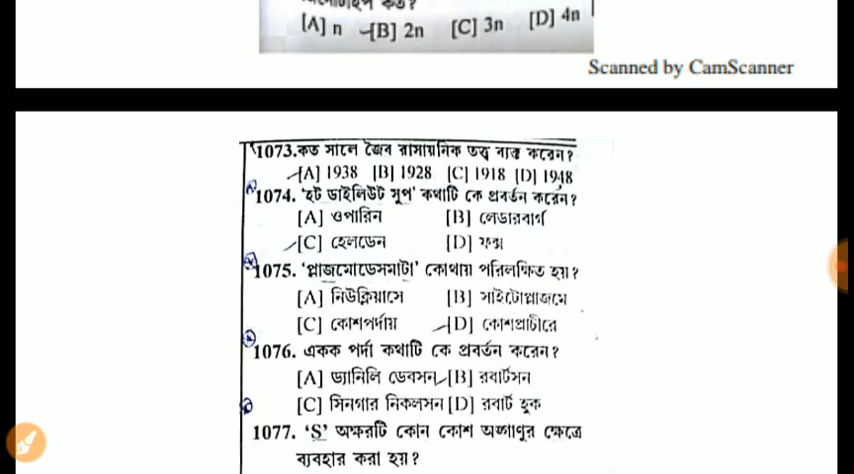 কত?
[A] n [B] 2n [C] 3n [D] 4n
Scanned by CamScanner
1073.কত সালে জৈব রাসায়নিক তত্ত্ব ব্যক্ত করেন?
[A] 1938 [B] 1928 [C] 1918 [D] 1948
1074. ‘হট ডাইলিউট সুপ’ কথাটি কে প্রবর্তন করেন?
[A] ওপারিন [B] লেডারবার্গ
[C] হেলডেন [D] ফক্স
1075. ‘প্লাজমোডেসমাটা’ কোথায় পরিলক্ষিত হয়?
[A] নিউক্লিয়াসে [B] সাইটোপ্লাজমে
[C] কোশপর্দায় [D] কোশপ্রাচীরে
1076. একক পর্দা কথাটি কে প্রবর্তন করেন?
[A] ড্যানিলি ডেবসন [B] রবার্টসন
[C] সিনগার নিকলসন [D] রবার্ট হুক
1077. ‘S’ অক্ষরটি কোন কোশ অঙ্গাণুর ক্ষেত্রে
ব্যবহার করা হয়?